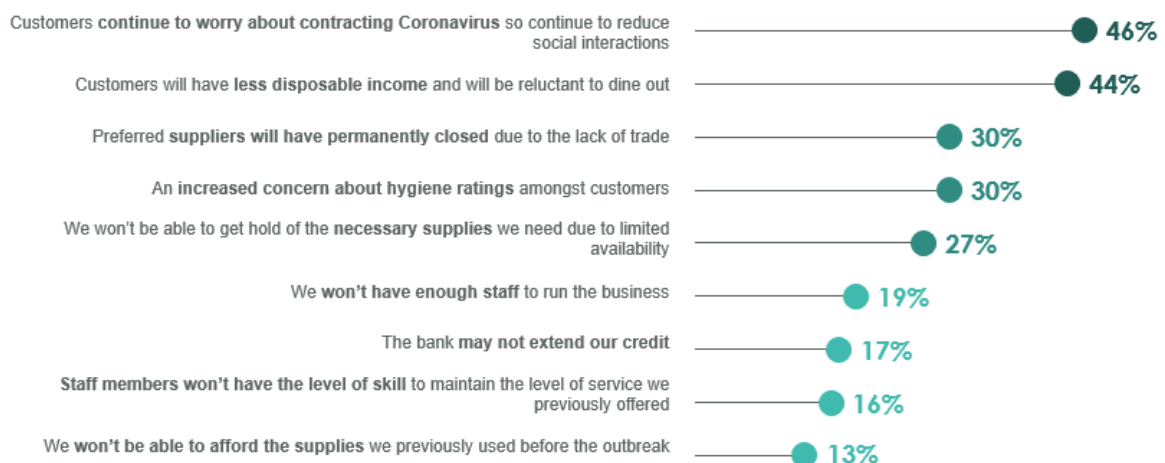 Customers continue to worry about contracting Coronavirus so continue to reduce
social interactions
46%
Customers will have less disposable income and will be reluctant to dine out
44%
Preferred suppliers will have permanently closed due to the lack of trade
30%
An increased concern about hygiene ratings amongst customers
30%
We won't be able to get hold of the necessary supplies we need due to limited
availability
27%
We won't have enough staff to run the business
19%
The bank may not extend our credit
17%
Staff members won't have the level of skill to maintain the level of service we
previously offered
16%
We won't be able to afford the supplies we previously used before the outbreak
13%